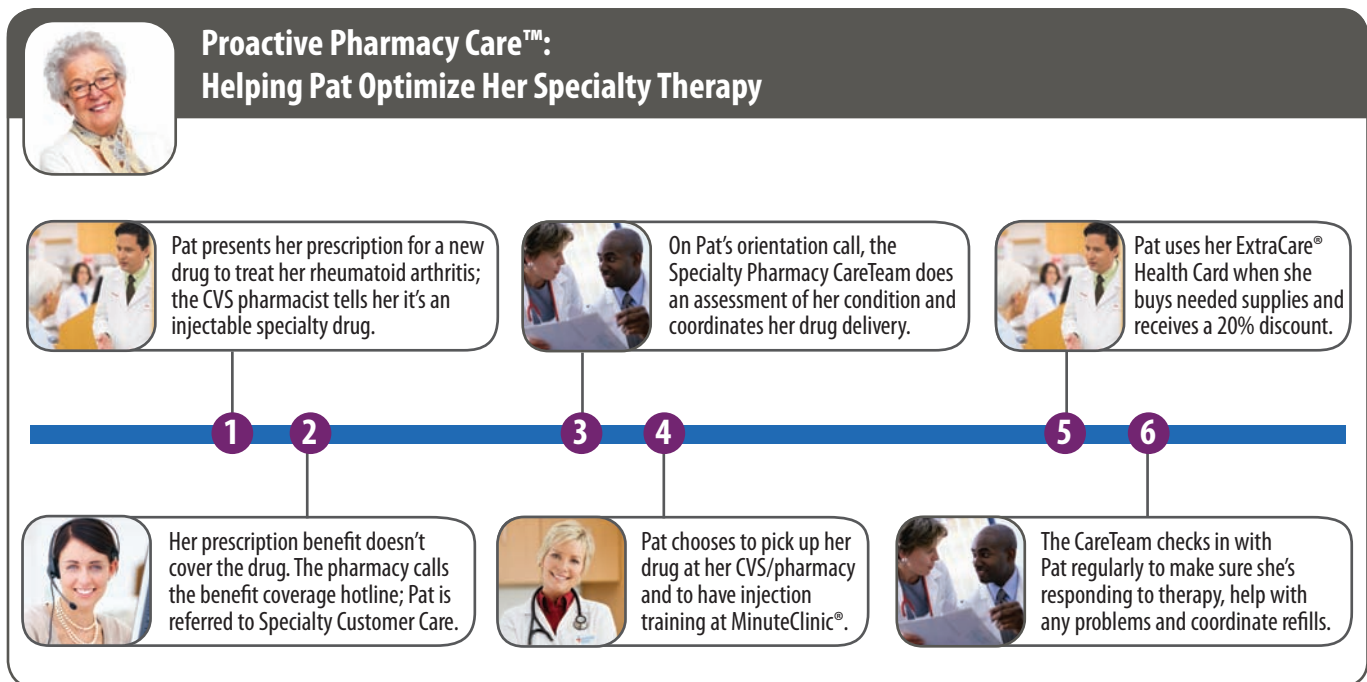 Proactive Pharmacy Care™:
Helping Pat Optimize Her Specialty Therapy
Pat presents her prescription for a new
drug to treat her rheumatoid arthritis;
the CVS pharmacist tells her it’s an
injectable specialty drug.
On Pat’s orientation call, the
Specialty Pharmacy CareTeam does
an assessment of her condition and
coordinates her drug delivery.
Pat uses her ExtraCare®
Health Card when she
buys needed supplies and
receives a 20% discount.
1
2
3
4
5
6
Her prescription benefit doesn’t
cover the drug. The pharmacy calls
the benefit coverage hotline; Pat is
referred to Specialty Customer Care.
Pat chooses to pick up her
drug at her CVS/pharmacy
and to have injection
training at MinuteClinic®.
The CareTeam checks in with
Pat regularly to make sure she’s
responding to therapy, help with
any problems and coordinate refills.